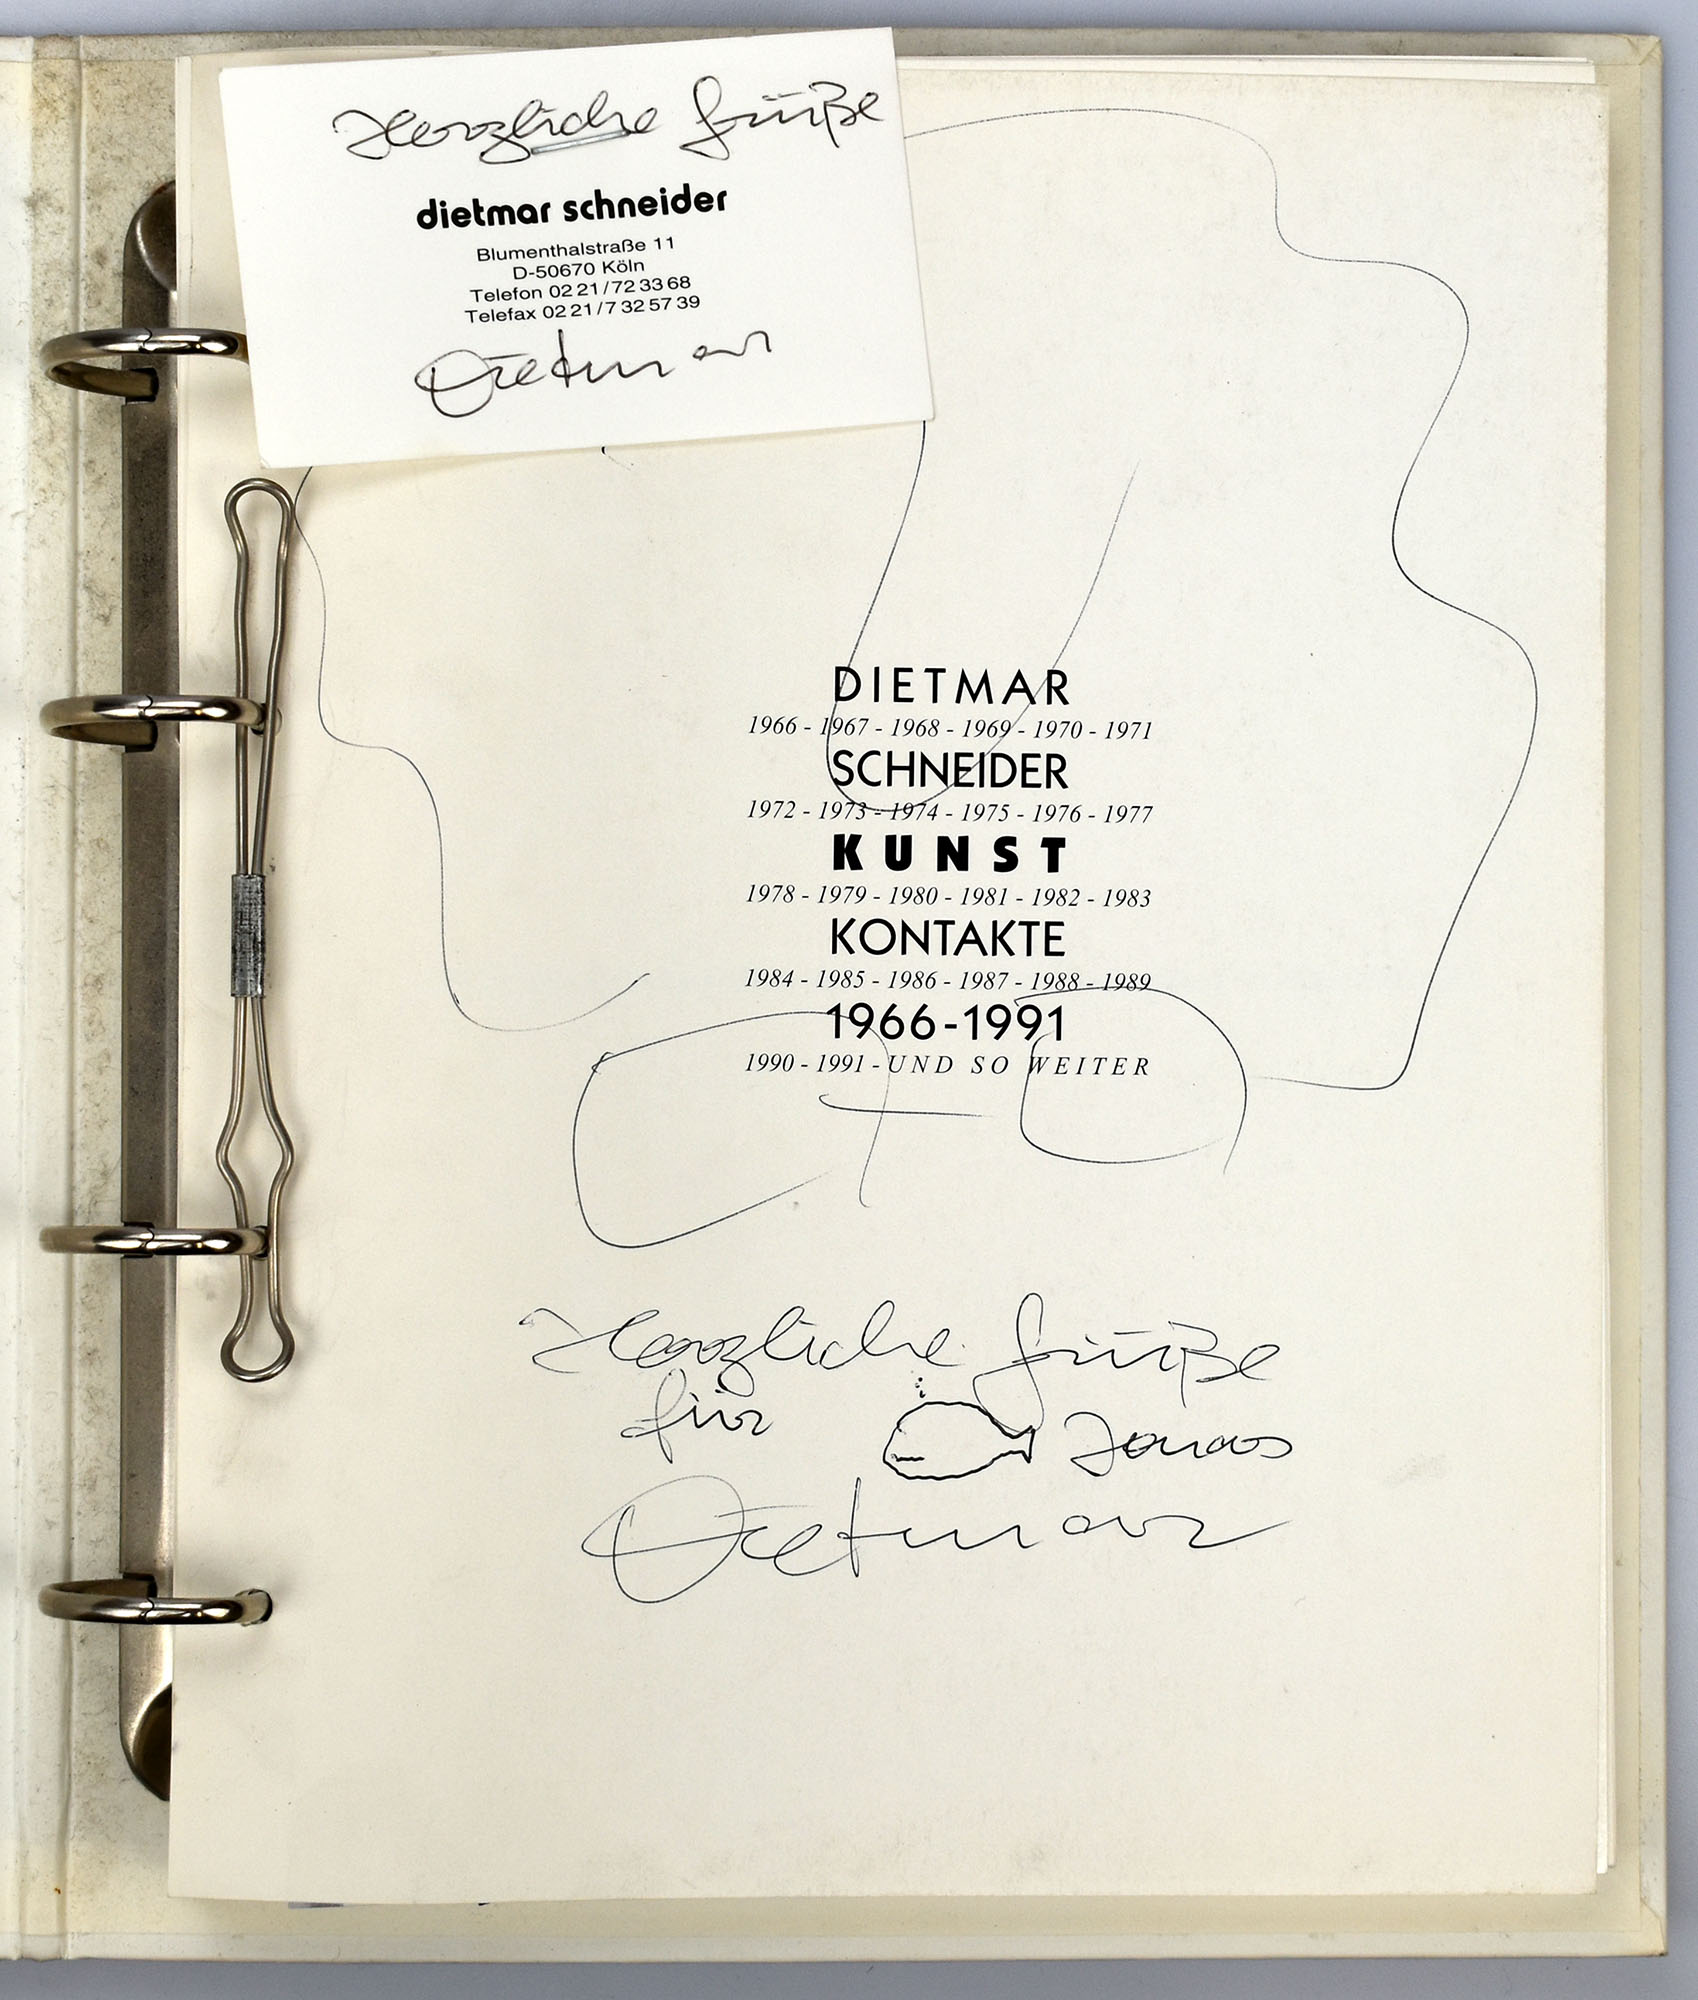 Herzliche Grüße
dietmar schneider
Blumenthalstraße 11
D-50670 Köln
Telefon 02 21 / 72 33 68
Telefax 02 21 / 7 32 57 39
Dietmar
DIETMAR
1966 - 1967 - 1968 - 1969 - 1970 - 1971
SCHNEIDER
1972 - 1973 - 1974 - 1975 - 1976 - 1977
KUNST
1978 - 1979 - 1980 - 1981 - 1982 - 1983
KONTAKTE
1984 - 1985 - 1986 - 1987 - 1988 - 1989
1966-1991
1990 - 1991 - UND SO WEITER
Herzliche Grüße
für Jonas
Dietmar